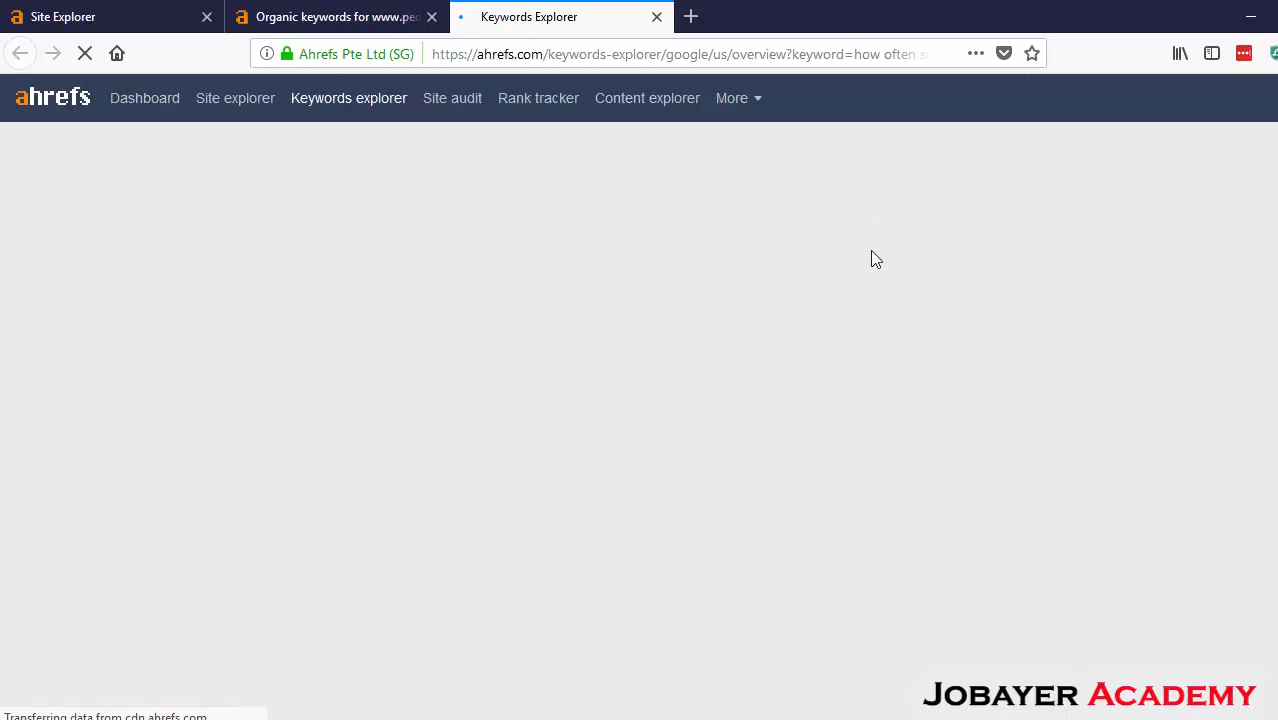 Site Explorer
Organic keywords for www.pec
Keywords Explorer
Ahrefs Pte Ltd (SG)
https://ahrefs.com/keywords-explorer/google/us/overview?keyword=how often s
ahrefs
Dashboard
Site explorer
Keywords explorer
Site audit
Rank tracker
Content explorer
More
JOBAYER ACADEMY
Transferring data from cdn.ahrefs.com